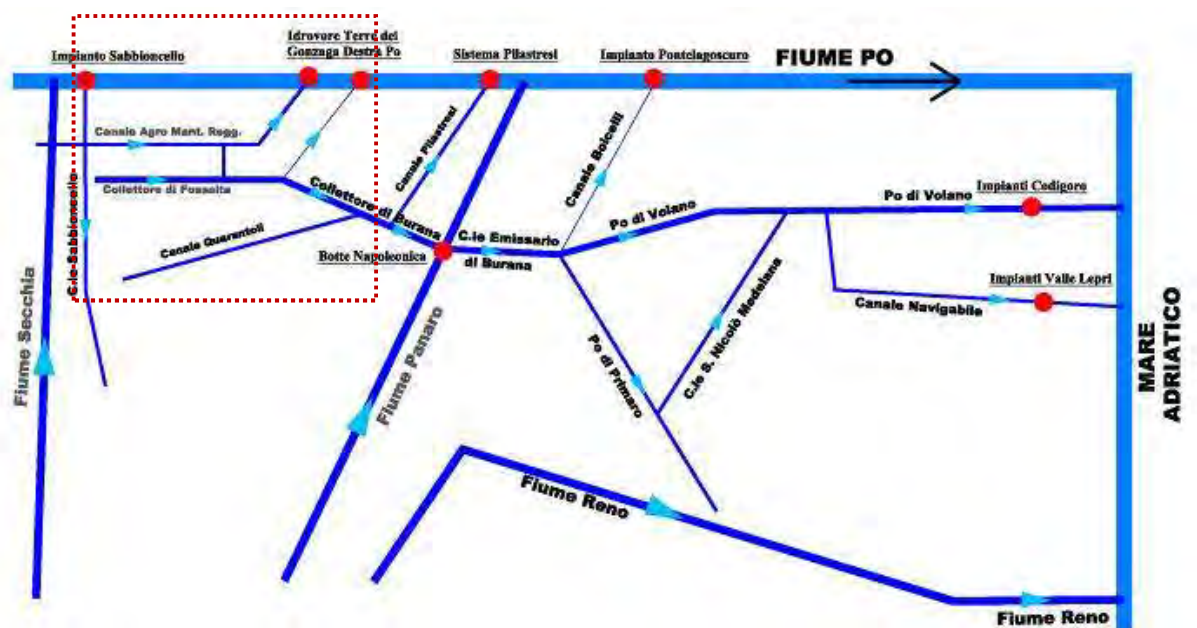 Idrovore Terre dei
Impianto Sabbioncello
Gonzaga Destra Po
Sistema Pilastresi
Impianto Pontelagoscuro
FIUME PO
Canale Agro Mant. Regg.
Canale Pilastresi
Canale Boicelli
Collettore di Fossalta
C.le Sabbioncello
Collettore di Burana
Impianti Codigoro
Po di Volano
Po di Volano
C.le Emissario
di Burana
Canale Quarantoli
Botte Napoleonica
Impianti Valle Lepri
Canale Navigabile
Fiume Secchia
Fiume Panaro
Po di Primaro
C.le S. Nicolò Medelana
MARE
ADRIATICO
Fiume Reno
Fiume Reno